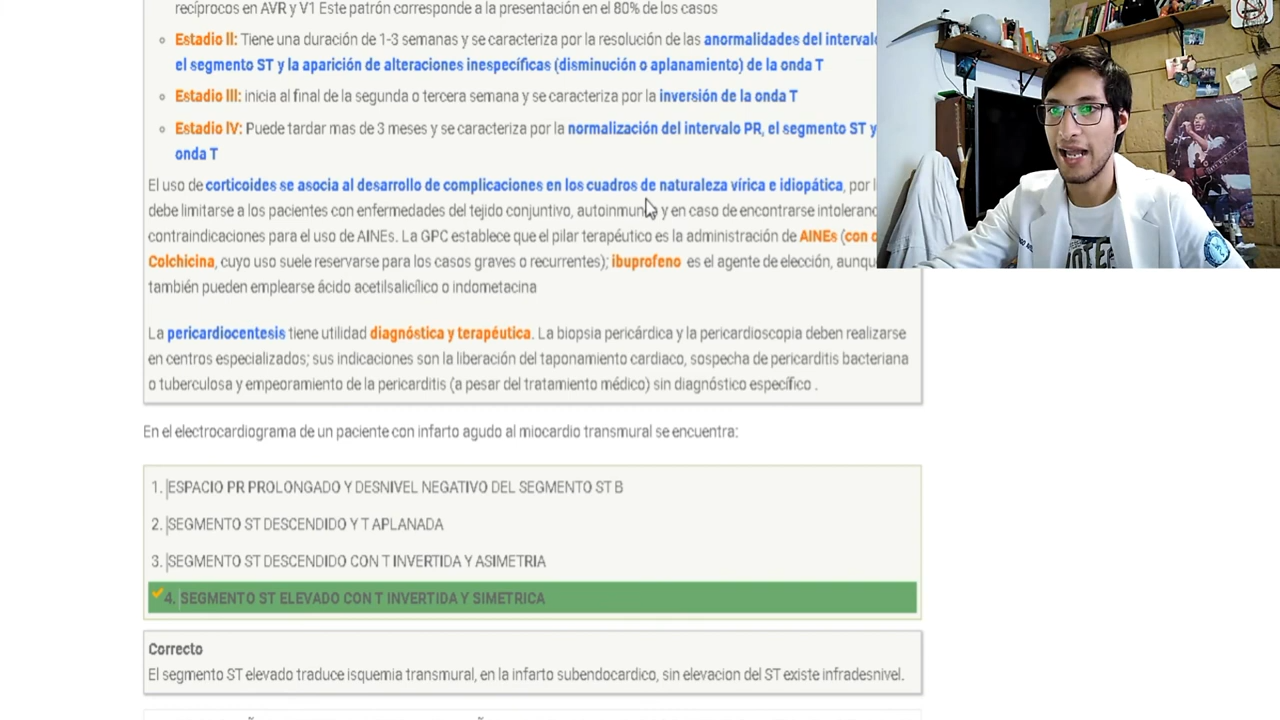 recíprocos en AVR y V1 Este patrón corresponde a la presentación en el 80% de los casos
Estadio II: Tiene una duración de 1-3 semanas y se caracteriza por la resolución de las anormalidades del
el segmento ST y la aparición de alteraciones inespecíficas (disminución o aplanamiento) de la onda T
Estadio III: inicia al final de la segunda o tercera semana y se caracteriza por la inversión de la onda T
Estadio IV: Puede tardar mas de 3 meses y se caracteriza por la normalización del intervalo PR, el segmento ST y
onda T
El uso de corticoides se asocia al desarrollo de complicaciones en los cuadros de naturaleza vírica e idiopática, por
debe limitarse a los pacientes con enfermedades del tejido conjuntivo, y en caso de encontrarse
contraindicaciones para el uso de AINEs. La GPC establece que el pilar terapéutico es la administración de AINEs (con
Colchicina, cuyo uso suele reservarse para los casos graves o recurrentes); ibuprofeno es el agente de elección,
también pueden emplearse ácido acetilsalicílico o indometacina
La pericardiocentesis tiene utilidad diagnóstica y terapéutica. La biopsia pericárdica y la pericardioscopia deben realizarse
en centros especializados; sus indicaciones son la liberación del taponamiento cardiaco, sospecha de pericarditis bacteriana
o tuberculosa y empeoramiento de la pericarditis (a pesar del tratamiento médico) sin diagnóstico específico .
En el electrocardiograma de un paciente con infarto agudo al miocardio transmural se encuentra:
1. ESPACIO PR PROLONGADO Y DESNIVEL NEGATIVO DEL SEGMENTO ST B
2. SEGMENTO ST DESCENDIDO Y T APLANADA
3. SEGMENTO ST DESCENDIDO CON T INVERTIDA Y ASIMETRIA
4. SEGMENTO ST ELEVADO CON T INVERTIDA Y SIMETRICA
Correcto
El segmento ST elevado traduce isquemia transmural, en la infarto subendocardico, sin elevacion del ST existe infradesnivel.